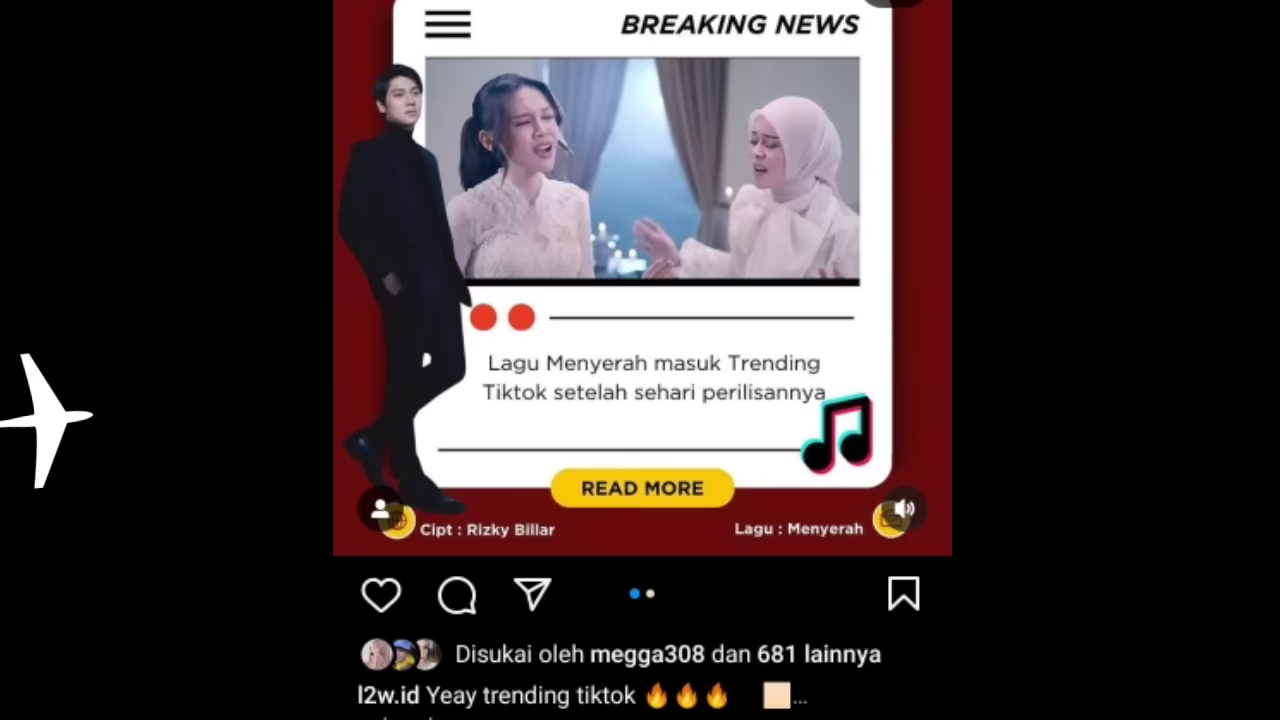 BREAKING NEWS
Lagu Menyerah masuk Trending
Tiktok setelah sehari perilisannya
READ MORE
Cipt : Rizky Billar
Lagu : Menyerah
Disukai oleh megga308 dan 681 lainnya
l2w.id Yeay trending tiktok 🔥🔥🔥 🏻...